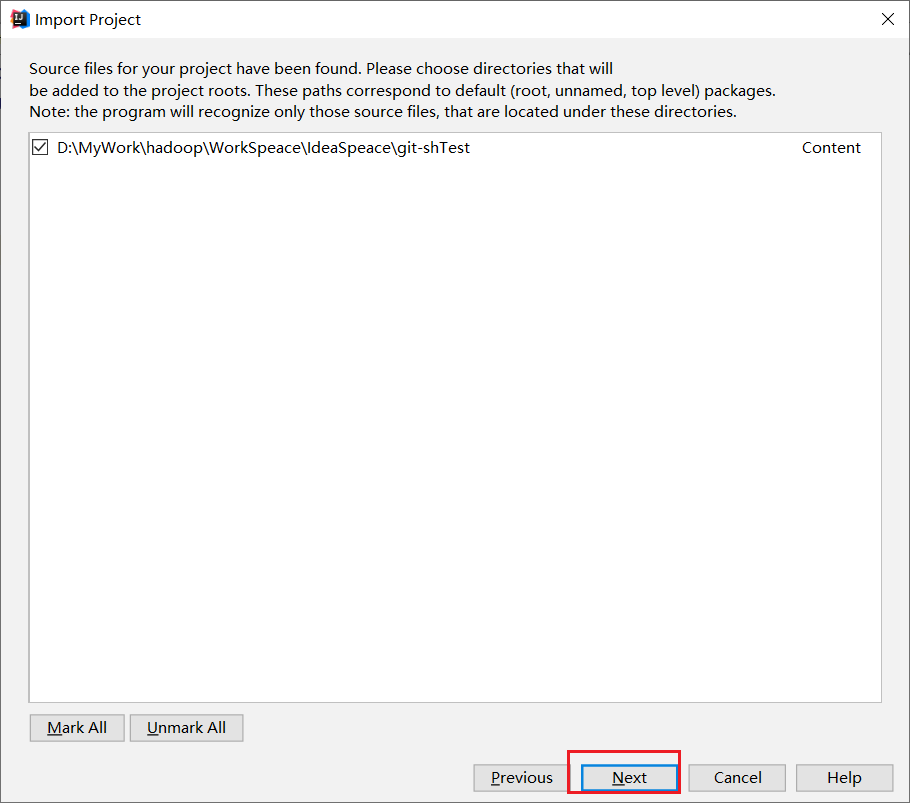 Import Project
Source files for your project have been found. Please choose directories that will
be added to the project roots. These paths correspond to default (root, unnamed, top level) packages.
Note: the program will recognize only those source files, that are located under these directories.
D:\MyWork\hadoop\WorkSpeace\IdeaSpeace\git-shTest Content
Mark All Unmark All
Previous Next Cancel Help